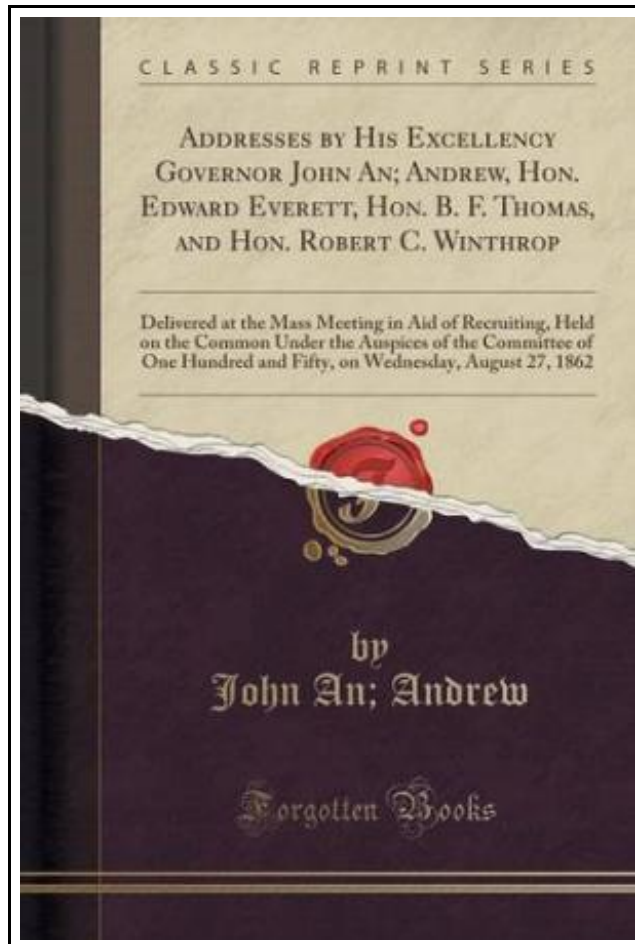 CLASSIC REPRINT SERIES
ADDRESSES BY HIS EXCELLENCY
GOVERNOR JOHN AN; ANDREW, HON.
EDWARD EVERETT, HON. B. F. THOMAS,
AND HON. ROBERT C. WINTHROP
Delivered at the Mass Meeting in Aid of Recruiting, Held
on the Common Under the Auspices of the Committee of
One Hundred and Fifty, on Wednesday, August 27, 1862
by
John An; Andrew
Forgotten Books